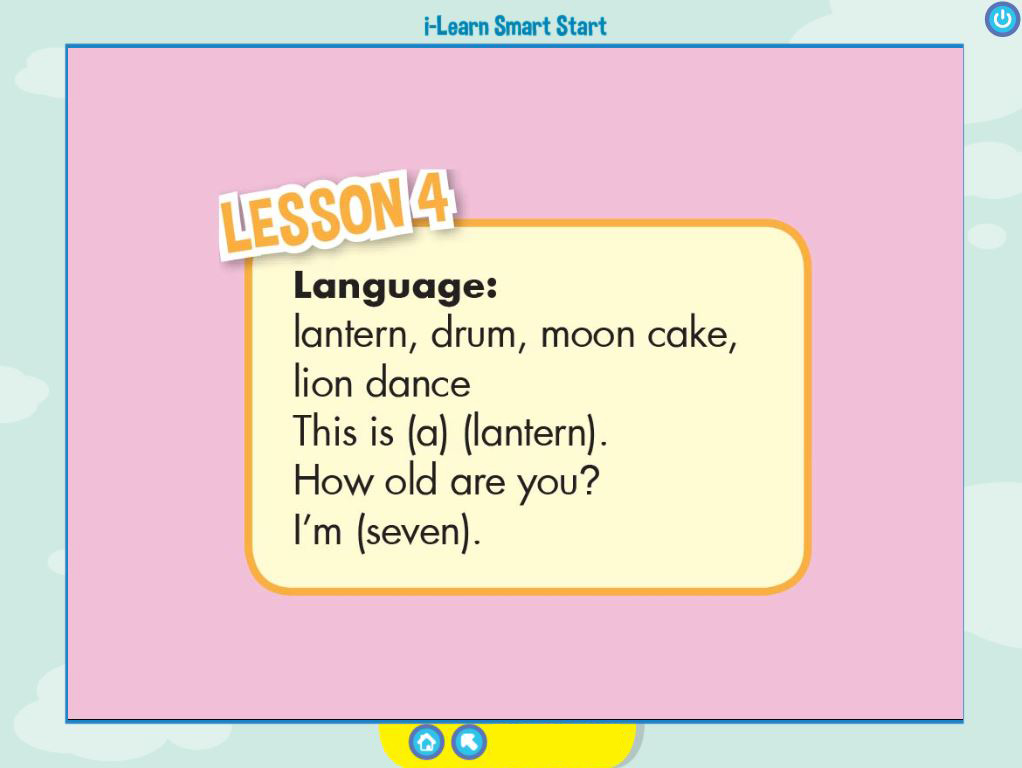 i-Learn Smart Start
LESSON 4
Language:
lantern, drum, moon cake,
lion dance
This is (a) (lantern).
How old are you?
I'm (seven).